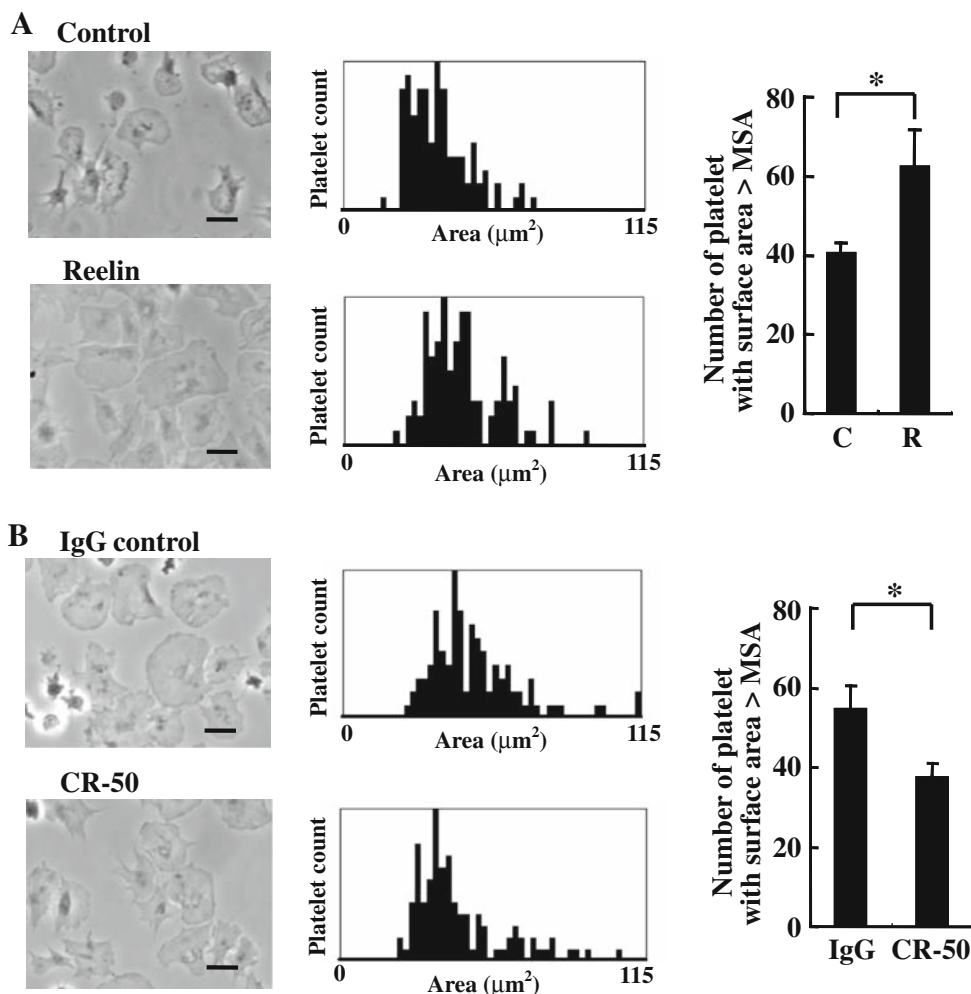 A
Control
Platelet count
0
115
Area (μm²)
Reelin
Platelet count
0
115
Area (μm²)
Number of platelet
with surface area > MSA
80
60
40
20
0
*
C
R
B
IgG control
Platelet count
0
115
Area (μm²)
CR-50
Platelet count
0
115
Area (μm²)
Number of platelet
with surface area > MSA
80
60
40
20
0
*
IgG
CR-50